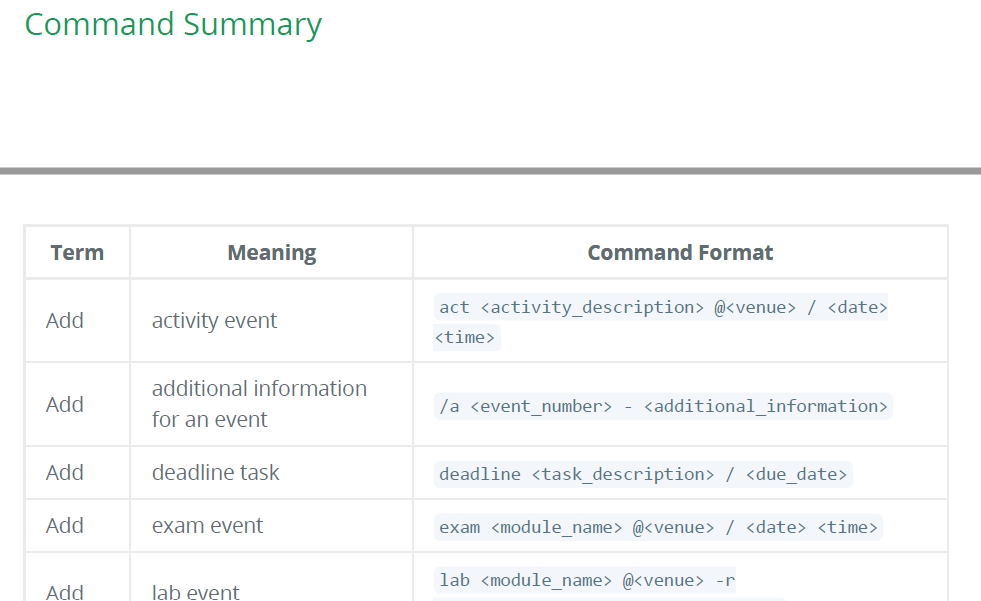 Command Summary
Term Meaning Command Format
Add activity event act <activity_description> @<venue> / <date>
<time>
Add additional information
for an event /a <event_number> - <additional_information>
Add deadline task deadline <task_description> / <due_date>
Add exam event exam <module_name> @<venue> / <date> <time>
Add lab event lab <module_name> @<venue> -r